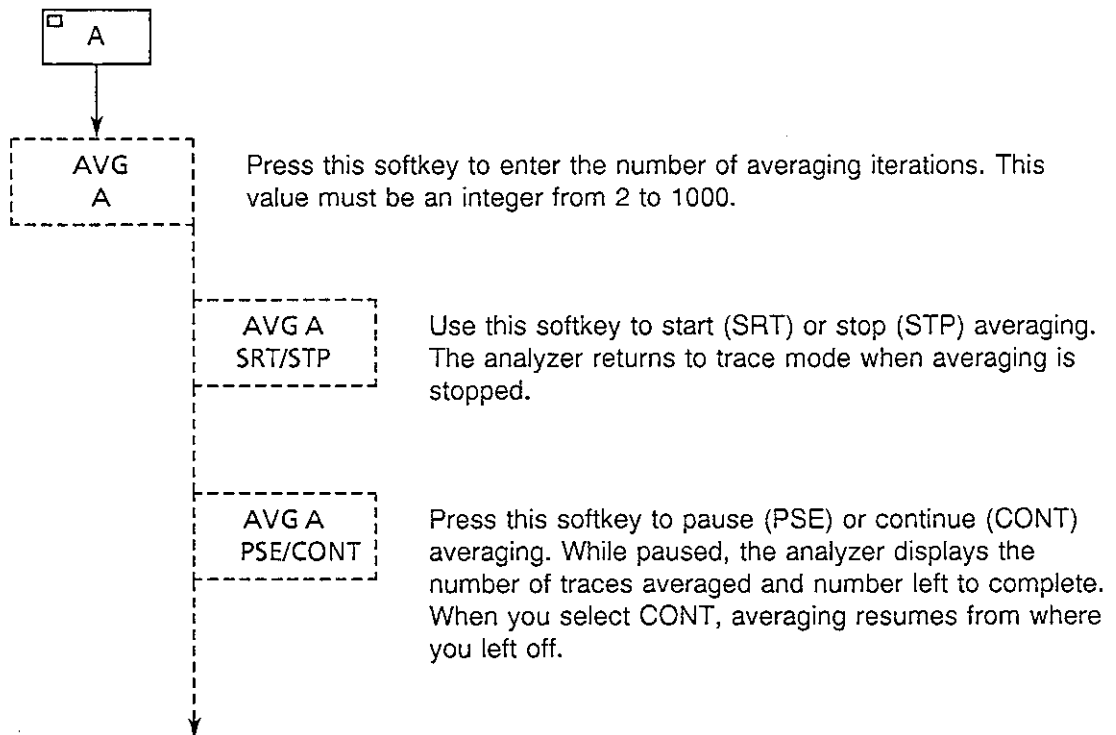 A
AVG
A
Press this softkey to enter the number of averaging iterations. This
value must be an integer from 2 to 1000.
AVG A
SRT/STP
Use this softkey to start (SRT) or stop (STP) averaging.
The analyzer returns to trace mode when averaging is
stopped.
AVG A
PSE/CONT
Press this softkey to pause (PSE) or continue (CONT)
averaging. While paused, the analyzer displays the
number of traces averaged and number left to complete.
When you select CONT, averaging resumes from where
you left off.